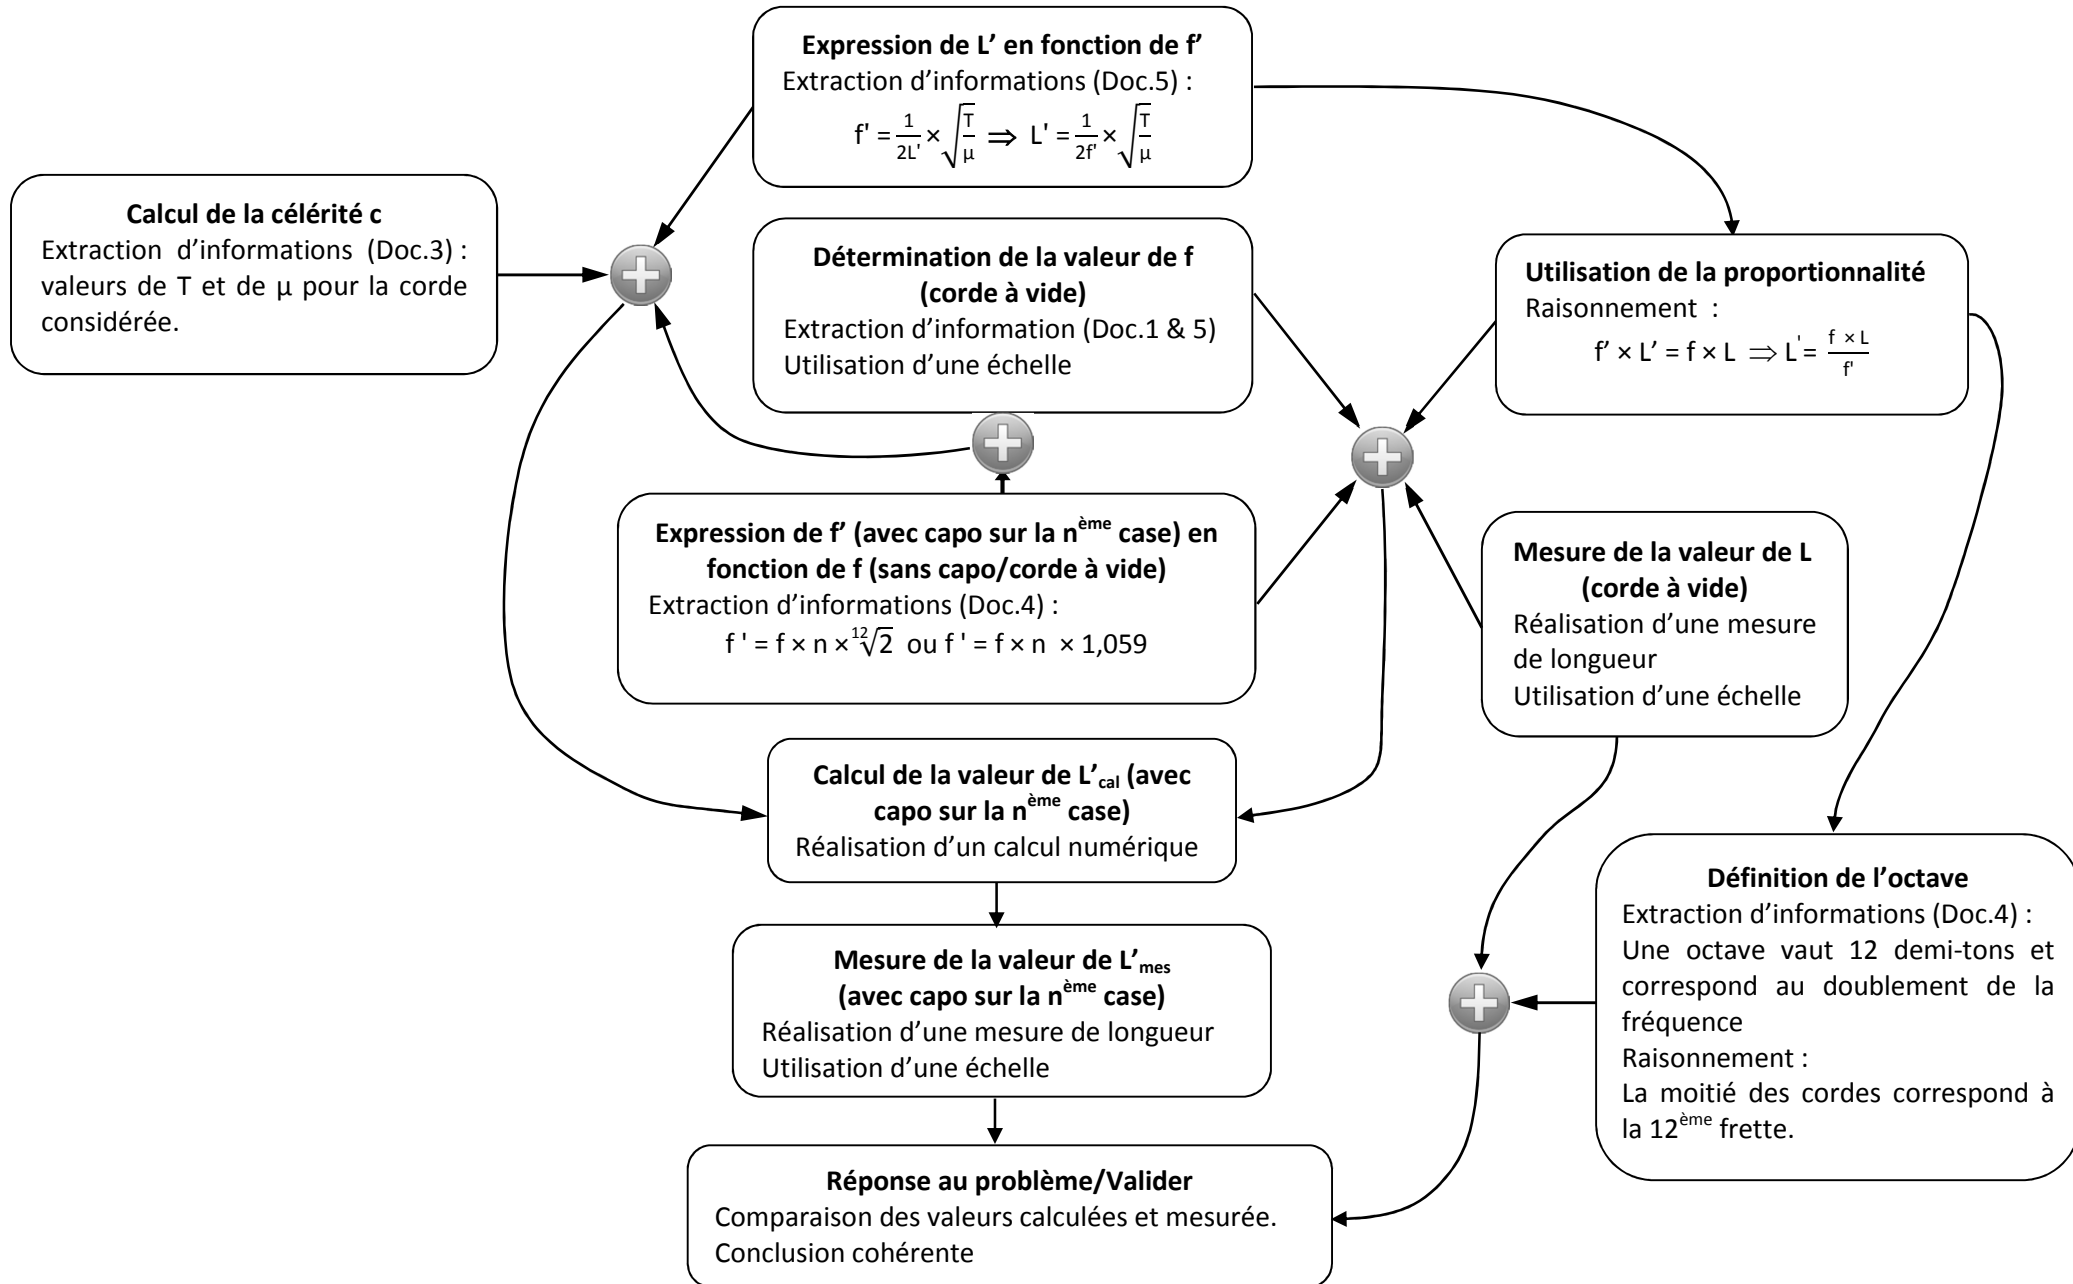 Expression de L’ en fonction de f’
Extraction d’informations (Doc.5) :
f' = 1/2L' × √T/µ ⇒ L' = 1/2f' × √T/µ
Calcul de la célérité c
Extraction d’informations (Doc.3) :
valeurs de T et de µ pour la corde
considérée.
Détermination de la valeur de f
(corde à vide)
Extraction d’information (Doc.1 & 5)
Utilisation d’une échelle
Utilisation de la proportionnalité
Raisonnement :
f’ × L’ = f × L ⇒ L' = f × L/f'
Expression de f’ (avec capo sur la nème case) en
fonction de f (sans capo/corde à vide)
Extraction d’informations (Doc.4) :
f ' = f × n × 12√2 ou f ' = f × n × 1,059
Mesure de la valeur de L
(corde à vide)
Réalisation d’une mesure
de longueur
Utilisation d’une échelle
Calcul de la valeur de L’cal (avec
capo sur la nème case)
Réalisation d’un calcul numérique
Définition de l’octave
Extraction d’informations (Doc.4) :
Une octave vaut 12 demi-tons et
correspond au doublement de la
fréquence
Raisonnement :
La moitié des cordes correspond à
la 12ème frette.
Mesure de la valeur de L’mes
(avec capo sur la nème case)
Réalisation d’une mesure de longueur
Utilisation d’une échelle
Réponse au problème/Valider
Comparaison des valeurs calculées et mesurée.
Conclusion cohérente